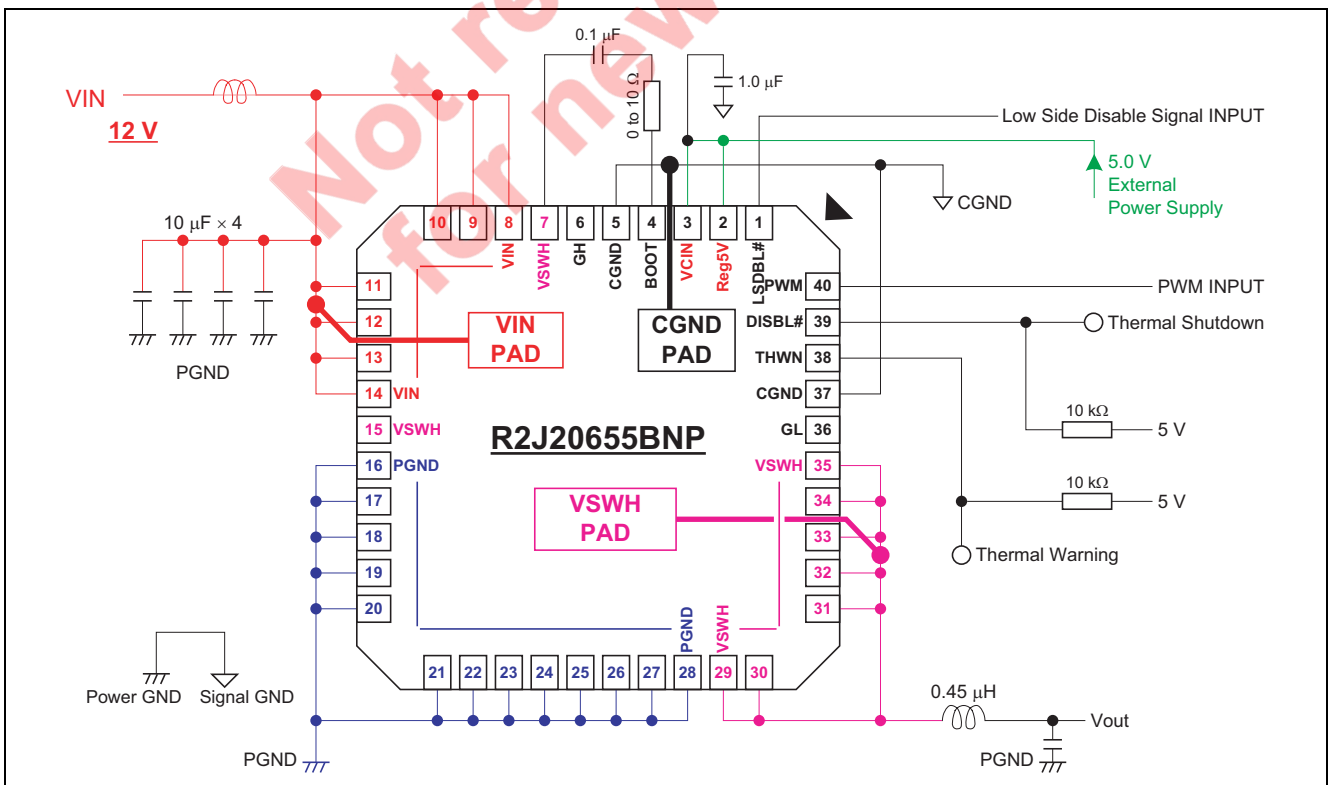 Not re
for new
0.1 μF
0 to 10 Ω
1.0 μF
VIN
12 V
Low Side Disable Signal INPUT
5.0 V
External
Power Supply
CGND
10 μF × 4
PGND
10
9
8
7
6
5
4
3
2
1
VIN
VSWH
GH
CGND
BOOT
VCIN
Reg5V
LSDBL#
11
12
13
14 VIN
15 VSWH
16 PGND
17
18
19
20
VIN
PAD
CGND
PAD
R2J20655BNP
VSWH
PAD
PWM 40
PWM INPUT
DISBL# 39
Thermal Shutdown
THWN 38
CGND 37
GL 36
VSWH 35
34
33
32
31
10 kΩ
5 V
10 kΩ
5 V
Thermal Warning
PGND
VSWH
21
22
23
24
25
26
27
28
29
30
Power GND
Signal GND
PGND
0.45 μH
Vout
PGND